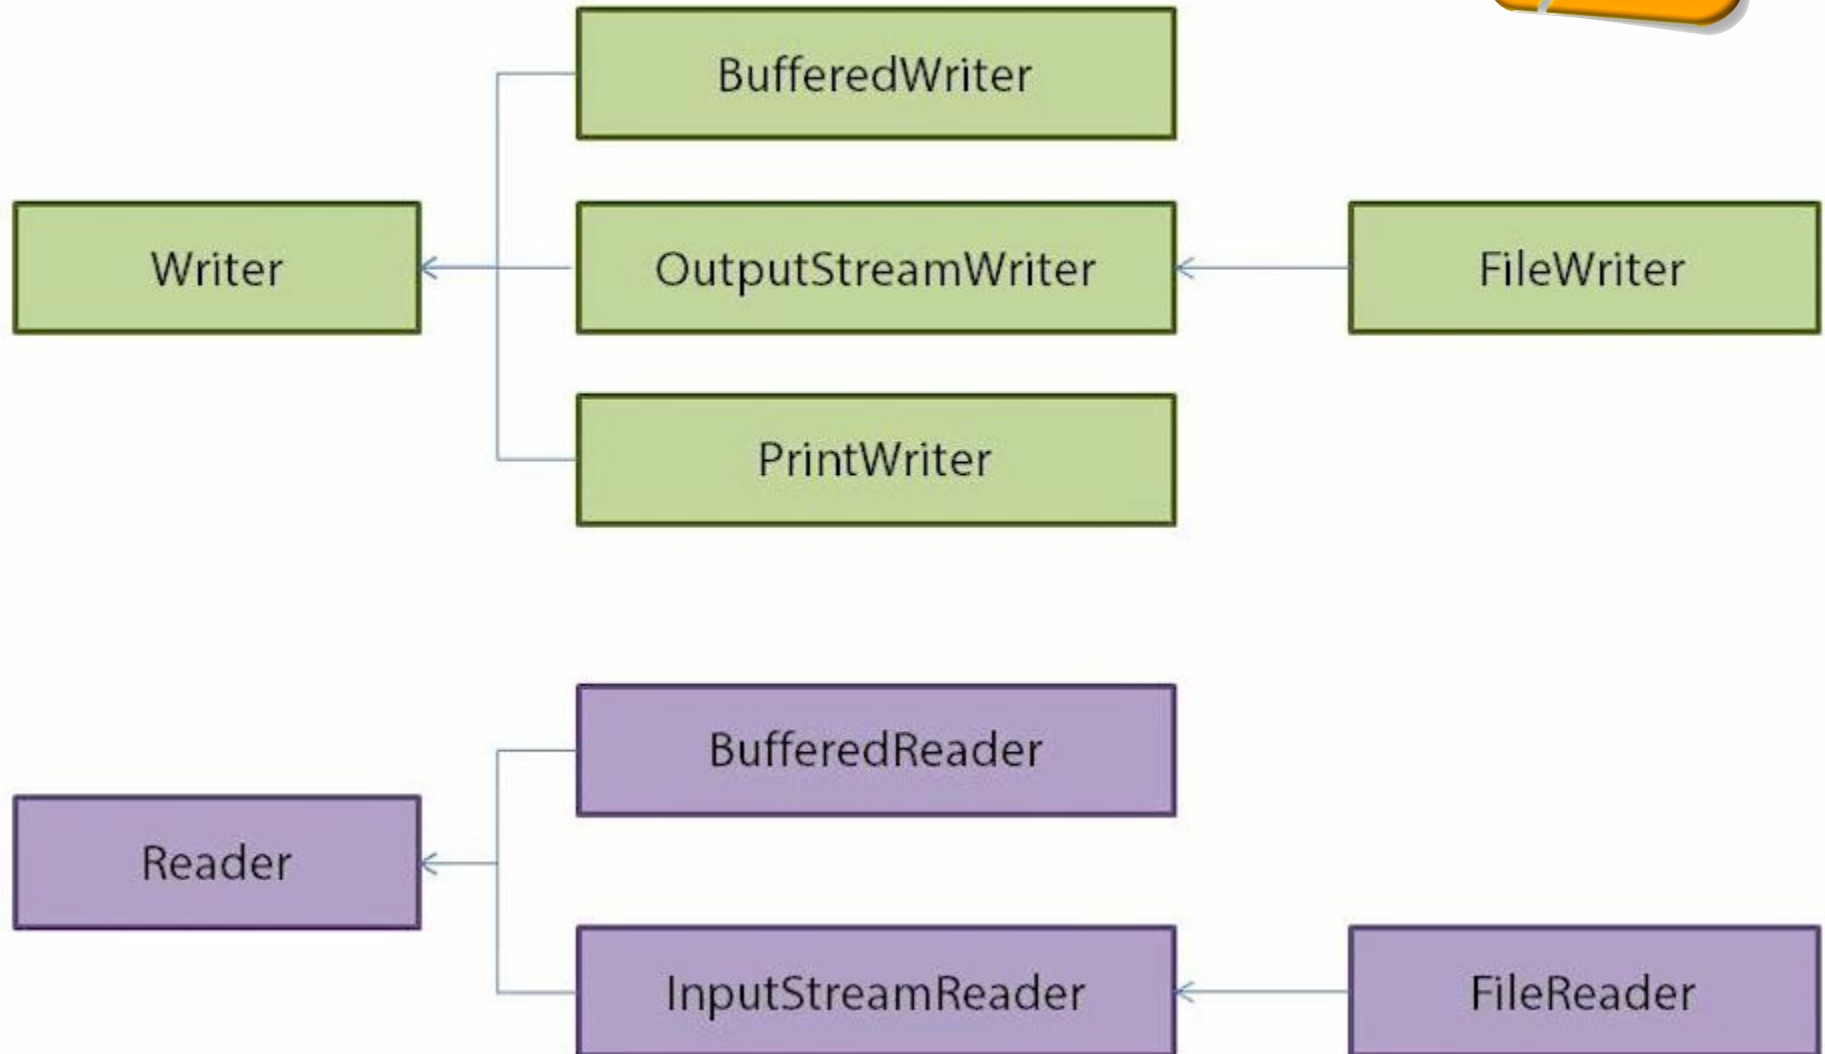 BufferedWriter
Writer
OutputStreamWriter
FileWriter
PrintWriter
BufferedReader
Reader
InputStreamReader
FileReader